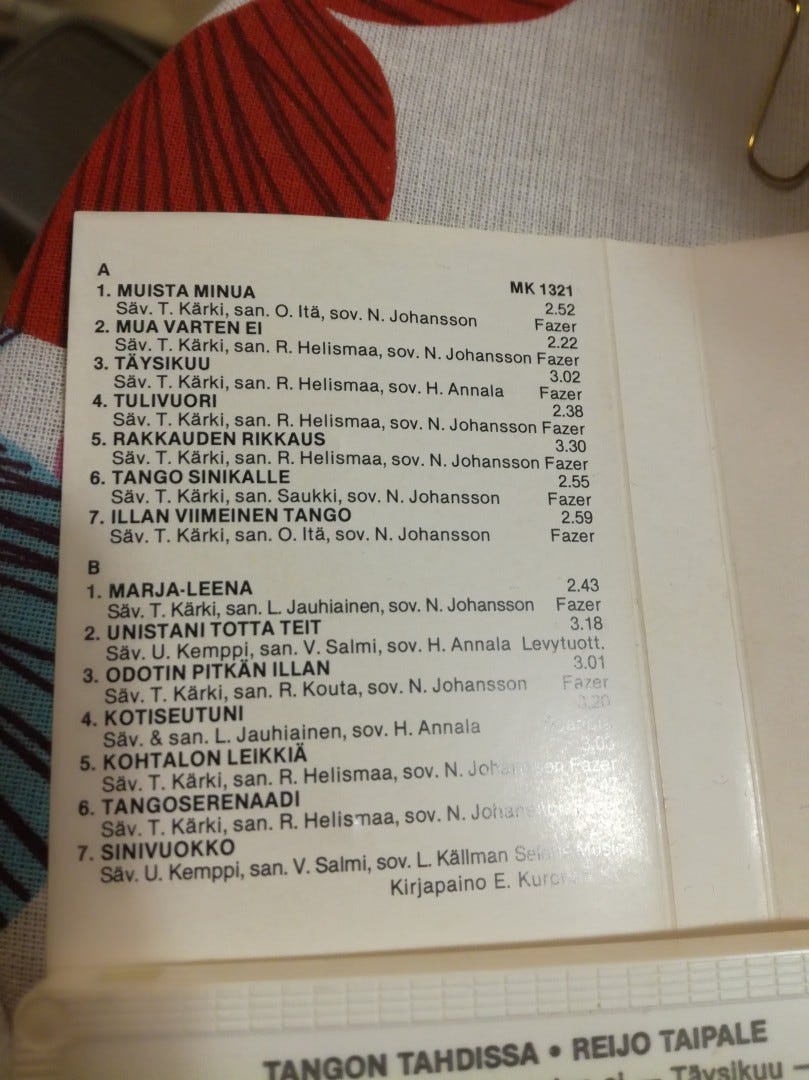 A
1. MUISTA MINUA MK 1321
Säv. T. Kärki, san. O. Itä, sov. N. Johansson 2.52 Fazer
2. MUA VARTEN EI 2.22
Säv. T. Kärki, san. R. Helismaa, sov. N. Johansson Fazer
3. TÄYSIKUU 3.02
Säv. T. Kärki, san. R. Helismaa, sov. H. Annala Fazer
4. TULIVUORI 2.38
Säv. T. Kärki, san. R. Helismaa, sov. N. Johansson Fazer
5. RAKKAUDEN RIKKAUS 3.30
Säv. T. Kärki, san. R. Helismaa, sov. N. Johansson Fazer
6. TANGO SINIKALLE 2.55
Säv. T. Kärki, san. Saukki, sov. N. Johansson Fazer
7. ILLAN VIIMEINEN TANGO 2.59
Säv. T. Kärki, san. O. Itä, sov. N. Johansson Fazer
B
1. MARJA-LEENA 2.43
Säv. T. Kärki, san. L. Jauhiainen, sov. N. Johansson Fazer
2. UNISTANI TOTTA TEIT 3.18
Säv. U. Kemppi, san. V. Salmi, sov. H. Annala Levytuott.
3. ODOTIN PITKÄN ILLAN 3.01
Säv. T. Kärki, san. R. Kouta, sov. N. Johansson Fazer
4. KOTISEUTUNI 3.20
Säv. & san. L. Jauhiainen, sov. H. Annala
5. KOHTALON LEIKKIÄ
Säv. T. Kärki, san. R. Helismaa, sov. N. Johansson Fazer
6. TANGOSERENAADI
Säv. T. Kärki, san. R. Helismaa, sov. N.
7. SINIVUOKKO
Säv. U. Kemppi, san. V. Salmi, sov. L. Källman Music
Kirjapaino E.
TANGON TAHDISSA • REIJO TAIPALE
ei — Täysikuu —